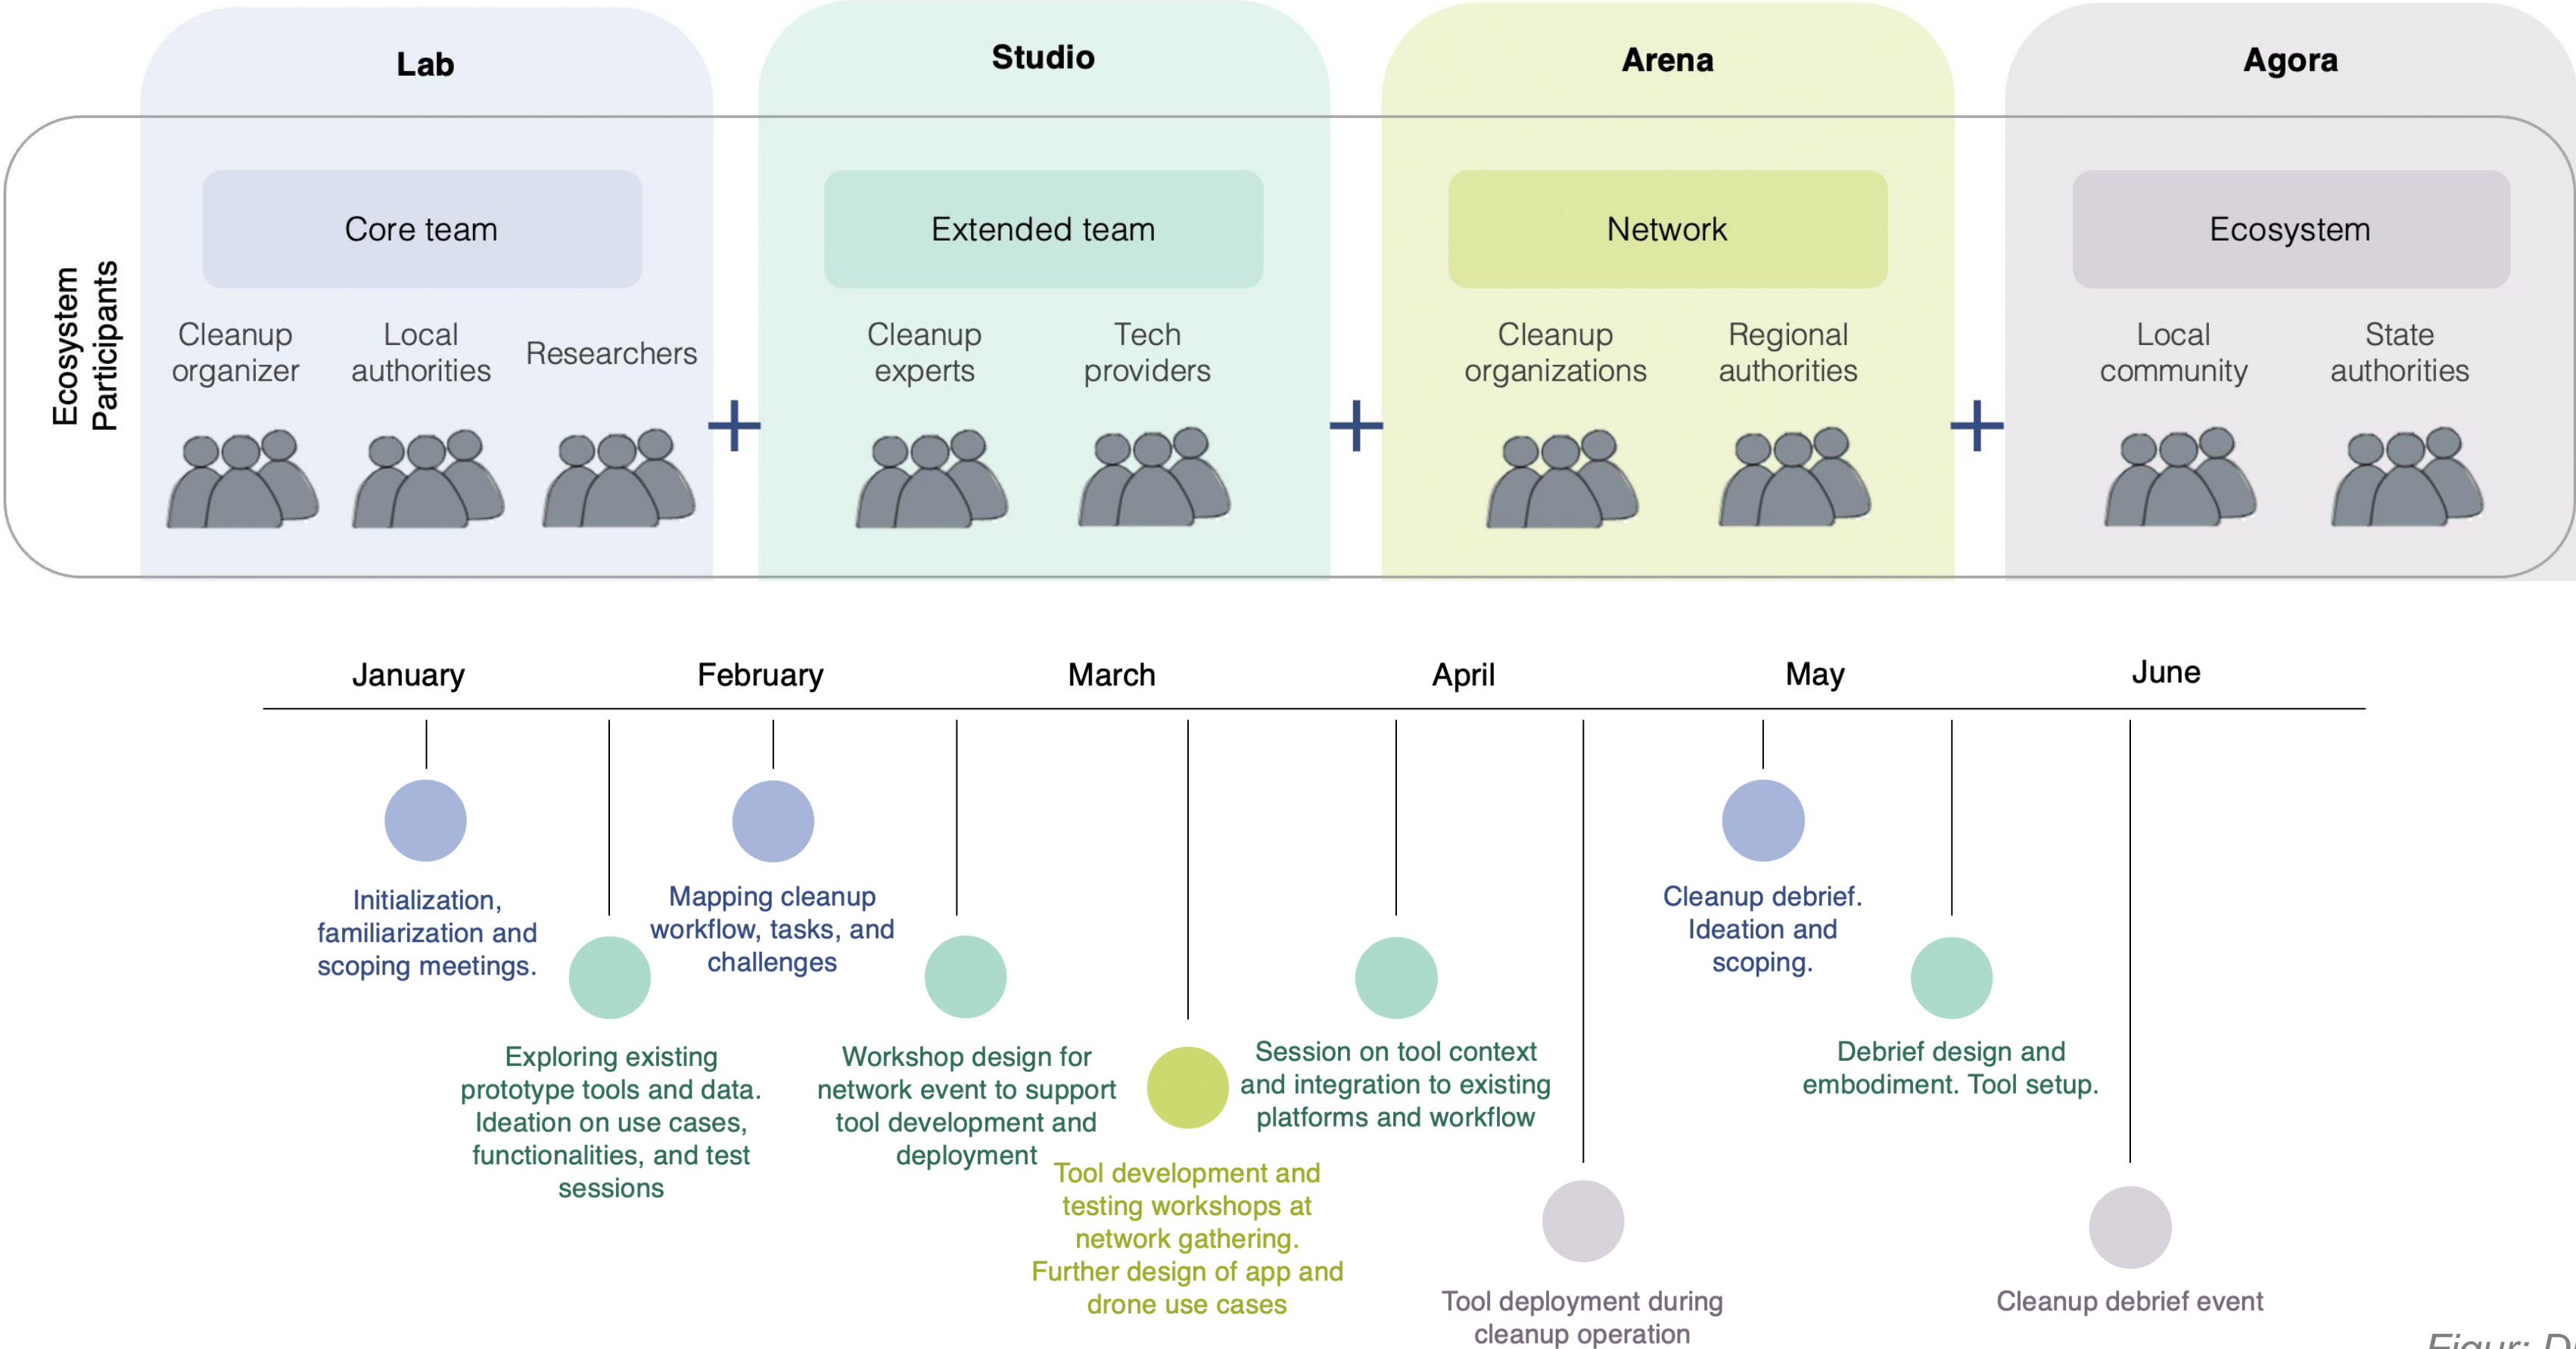 Lab
Studio
Arena
Agora
Ecosystem
Participants
Core team
Extended team
Network
Ecosystem
Cleanup
organizer
Local
authorities
Researchers
Cleanup
experts
Tech
providers
Cleanup
organizations
Regional
authorities
Local
community
State
authorities
+
+
+
January
February
March
April
May
June
Initialization,
familiarization and
scoping meetings.
Exploring existing
prototype tools and data.
Ideation on use cases,
functionalities, and test
sessions
Mapping cleanup
workflow, tasks, and
challenges
Workshop design for
network event to support
tool development and
deployment
Tool development and
testing workshops at
network gathering.
Further design of app and
drone use cases
Session on tool context
and integration to existing
platforms and workflow
Tool deployment during
cleanup operation
Cleanup debrief.
Ideation and
scoping.
Debrief design and
embodiment. Tool setup.
Cleanup debrief event
Figur: